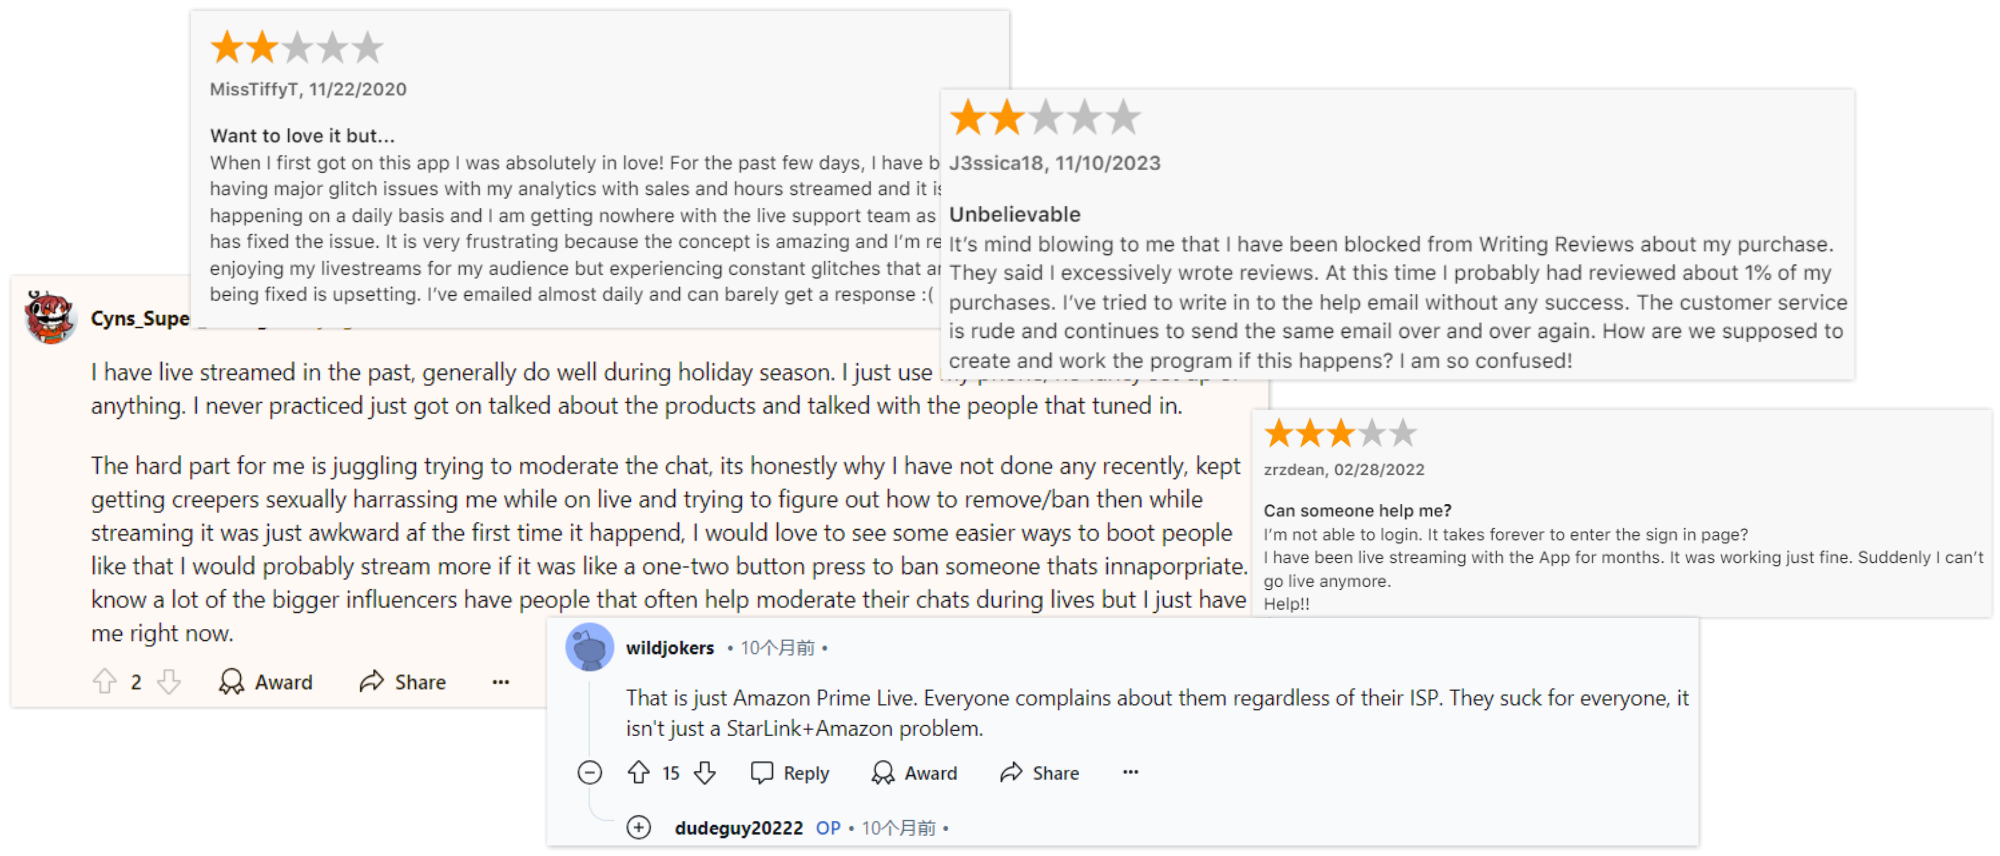 MissTiffyT, 11/22/2020
Want to love it but...
When I first got on this app I was absolutely in love! For the past few days, I have b
having major glitch issues with my analytics with sales and hours streamed and it is
happening on a daily basis and I am getting nowhere with the live support team as
has fixed the issue. It is very frustrating because the concept is amazing and I'm re
enjoying my livestreams for my audience but experiencing constant glitches that ar
being fixed is upsetting. I've emailed almost daily and can barely get a response :(
J3ssica18, 11/10/2023
Unbelievable
It's mind blowing to me that I have been blocked from Writing Reviews about my purchase.
They said I excessively wrote reviews. At this time I probably had reviewed about 1% of my
purchases. I've tried to write in to the help email without any success. The customer service
is rude and continues to send the same email over and over again. How are we supposed to
create and work the program if this happens? I am so confused!
Cyns_Supe
I have live streamed in the past, generally do well during holiday season. I just use
anything. I never practiced just got on talked about the products and talked with the people that tuned in.
The hard part for me is juggling trying to moderate the chat, its honestly why I have not done any recently, kept
getting creepers sexually harrassing me while on live and trying to figure out how to remove/ban then while
streaming it was just awkward af the first time it happend, I would love to see some easier ways to boot people
like that I would probably stream more if it was like a one-two button press to ban someone thats innaporpriate.
know a lot of the bigger influencers have people that often help moderate their chats during lives but I just have
me right now.
2 Award Share
zrzdean, 02/28/2022
Can someone help me?
I'm not able to login. It takes forever to enter the sign in page?
I have been live streaming with the App for months. It was working just fine. Suddenly I can't
go live anymore.
Help!!
wildjokers • 10个月前 •
That is just Amazon Prime Live. Everyone complains about them regardless of their ISP. They suck for everyone, it
isn't just a StarLink+Amazon problem.
15 Reply Award Share
dudeguy20222 OP • 10个月前 •